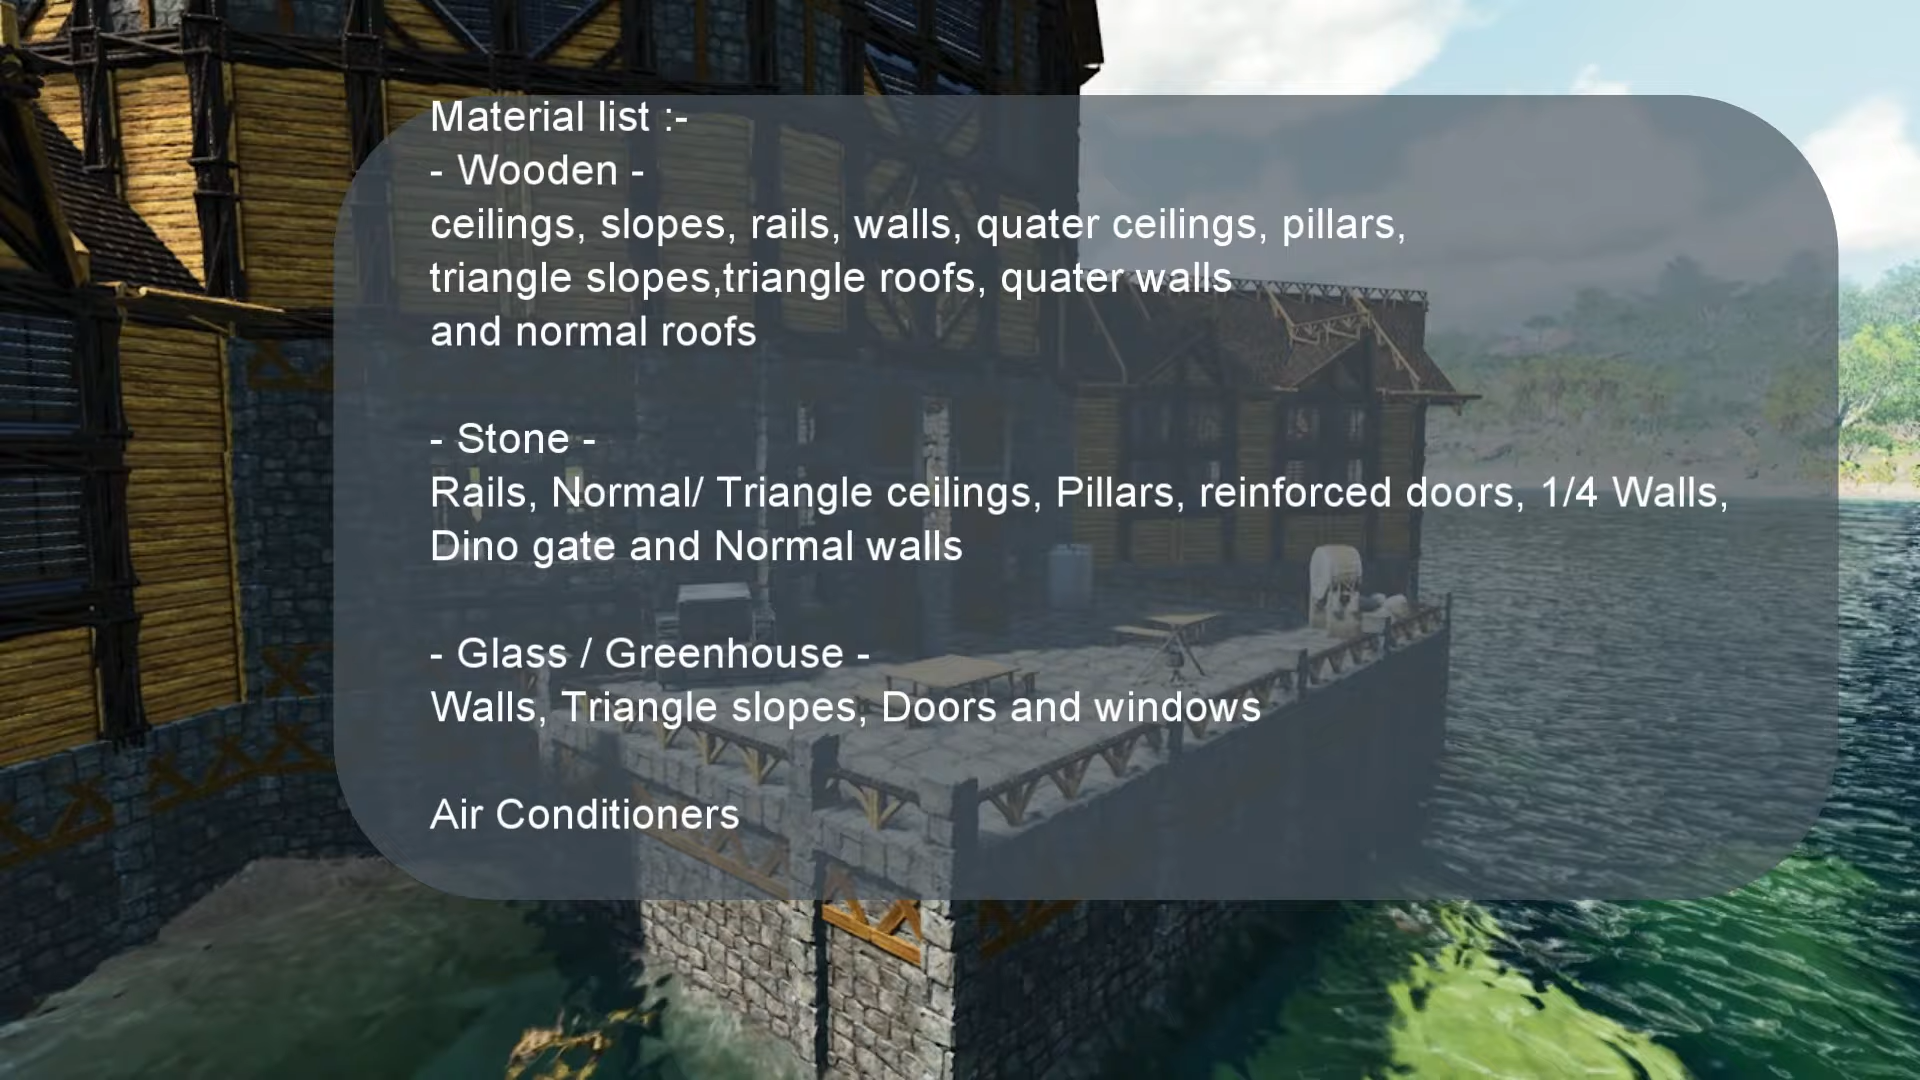 Material list :-
- Wooden -
ceilings, slopes, rails, walls, quater ceilings, pillars,
triangle slopes,triangle roofs, quater walls
and normal roofs
- Stone -
Rails, Normal/ Triangle ceilings, Pillars, reinforced doors, 1/4 Walls,
Dino gate and Normal walls
- Glass / Greenhouse -
Walls, Triangle slopes, Doors and windows
Air Conditioners